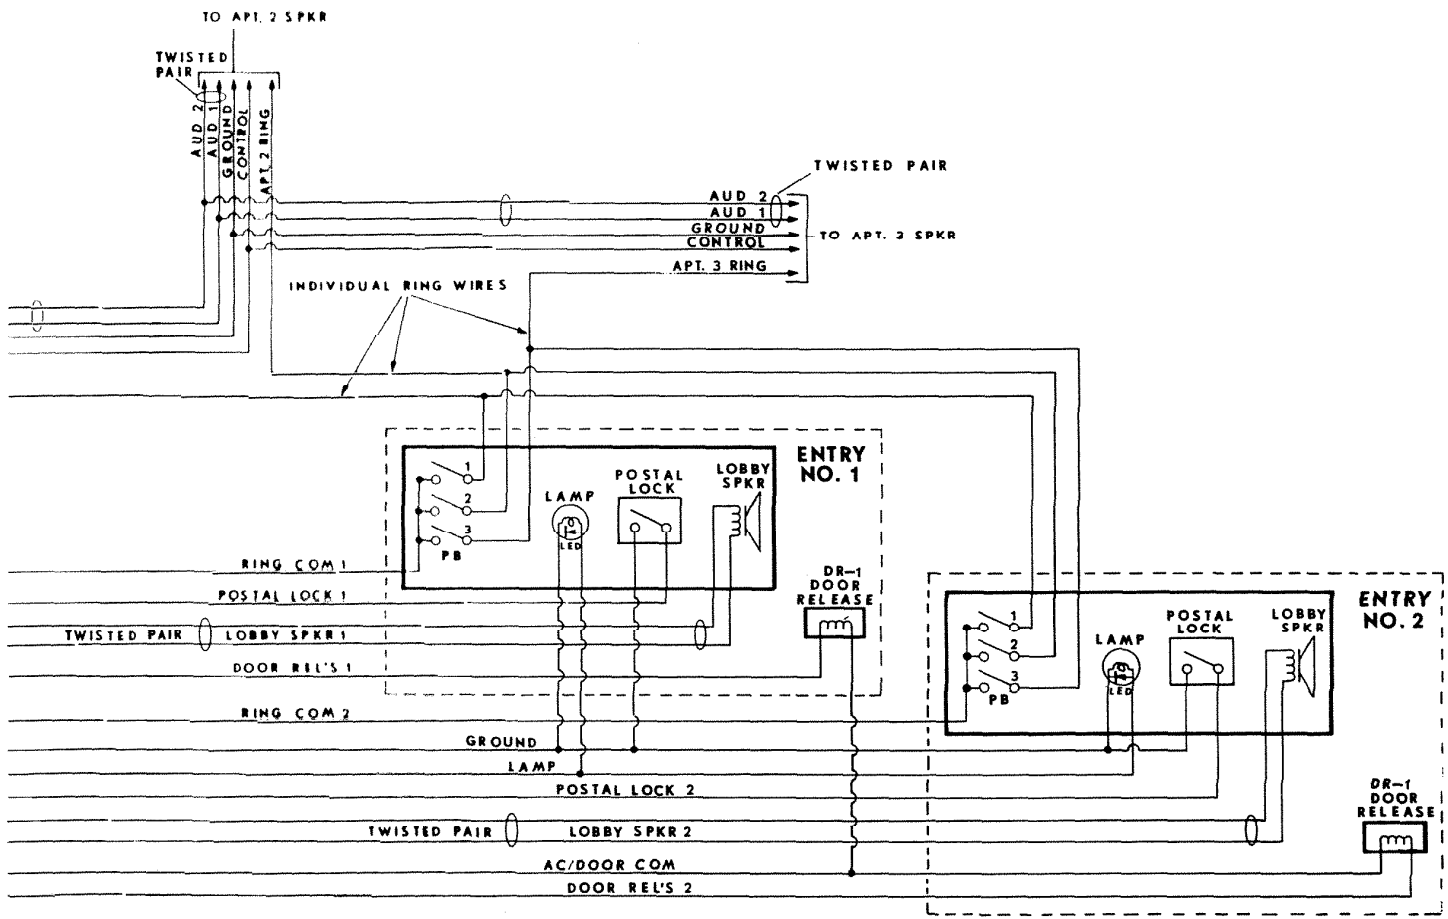 TO APT. 2 SPKR
TWISTED
PAIR
AUD 2
AUD 1
GROUND
CONTROL
APT. 2 RING
TWISTED PAIR
AUD 2
AUD 1
GROUND
CONTROL
TO APT. 3 SPKR
APT. 3 RING
INDIVIDUAL RING WIRES
ENTRY
NO. 1
1
2
3
PB
LAMP
LED
POSTAL
LOCK
LOBBY
SPKR
RING COM 1
POSTAL LOCK 1
TWISTED PAIR
LOBBY SPKR 1
DOOR REL'S 1
DR-1
DOOR
RELEASE
ENTRY
NO. 2
1
2
3
PB
LAMP
LED
POSTAL
LOCK
LOBBY
SPKR
RING COM 2
GROUND
LAMP
POSTAL LOCK 2
TWISTED PAIR
LOBBY SPKR 2
AC/DOOR COM
DOOR REL'S 2
DR-1
DOOR
RELEASE